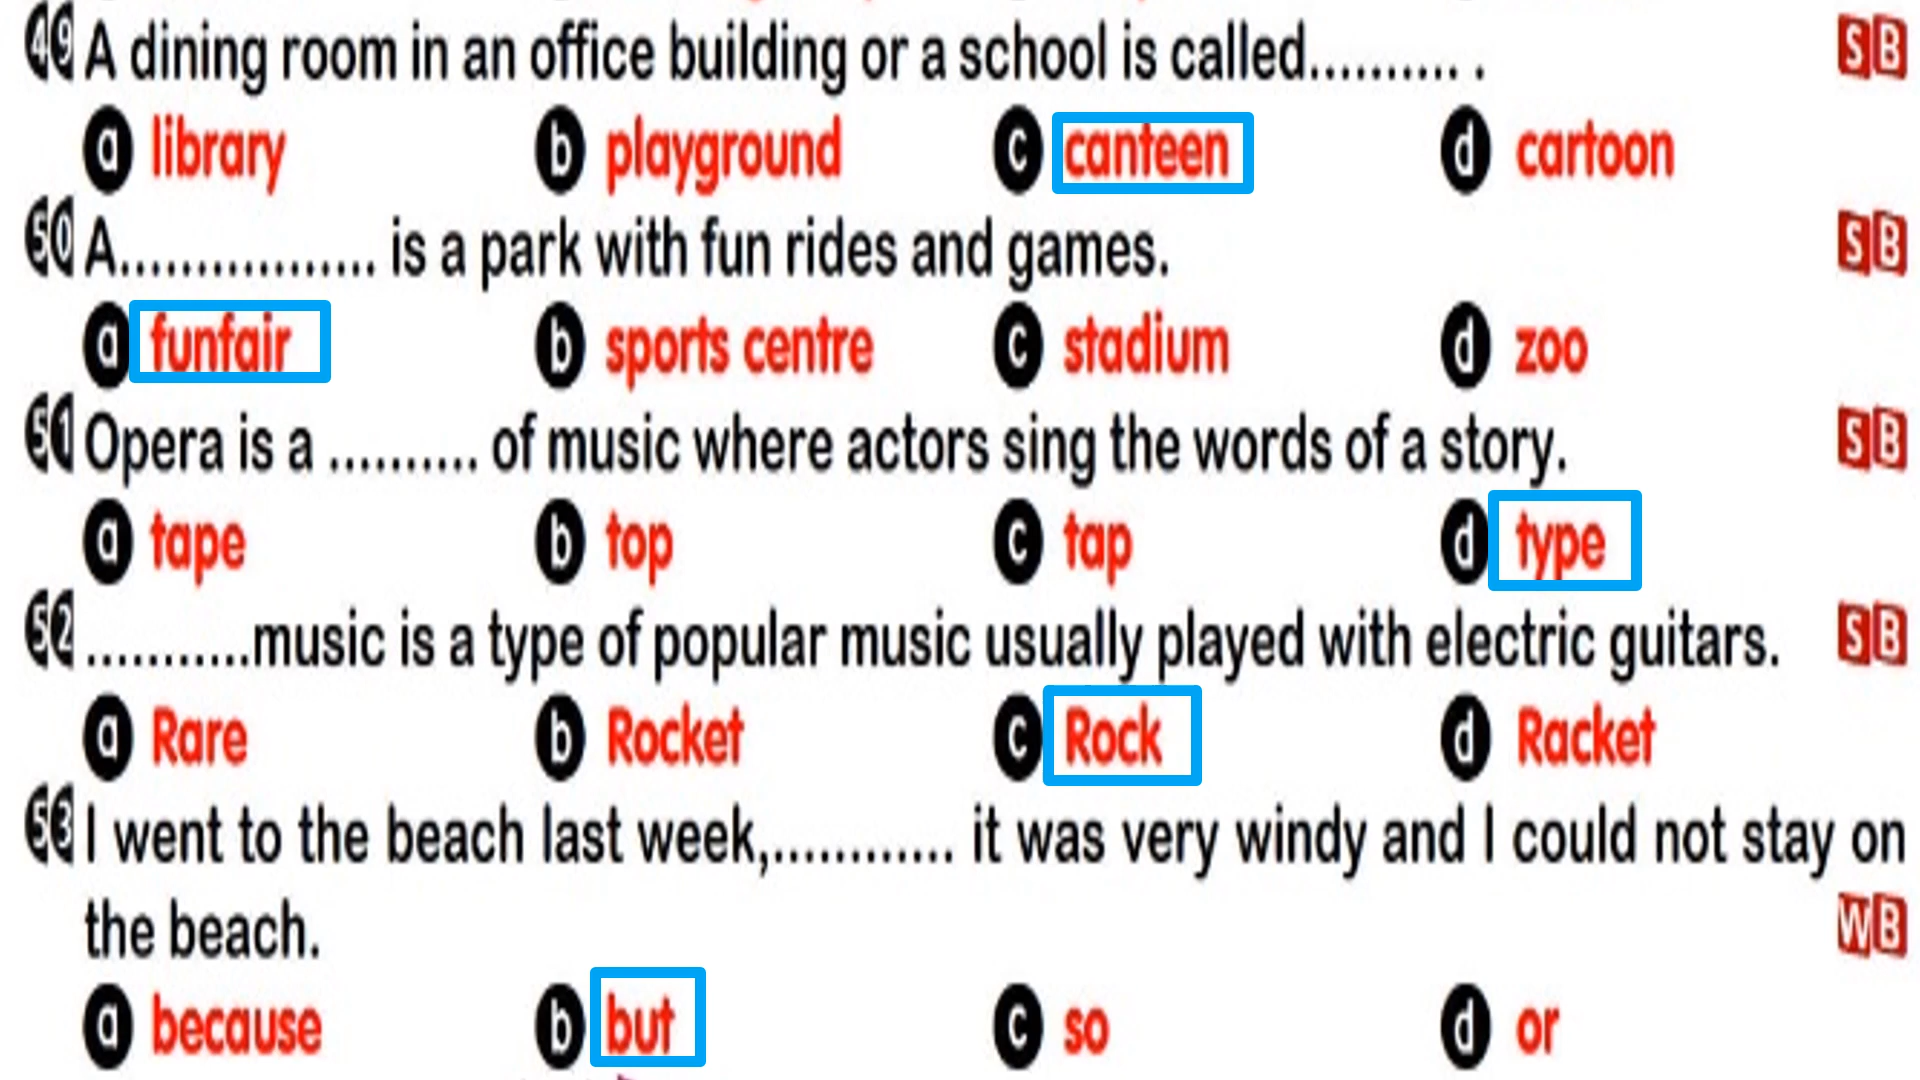 49 A dining room in an office building or a school is called.......... . SB
a library b playground c canteen d cartoon
50 A................. is a park with fun rides and games. SB
a funfair b sports centre c stadium d zoo
51 Opera is a .......... of music where actors sing the words of a story. SB
a tape b top c tap d type
52 ...........music is a type of popular music usually played with electric guitars. SB
a Rare b Rocket c Rock d Racket
53 I went to the beach last week,............ it was very windy and I could not stay on
the beach. WB
a because b but c so d or